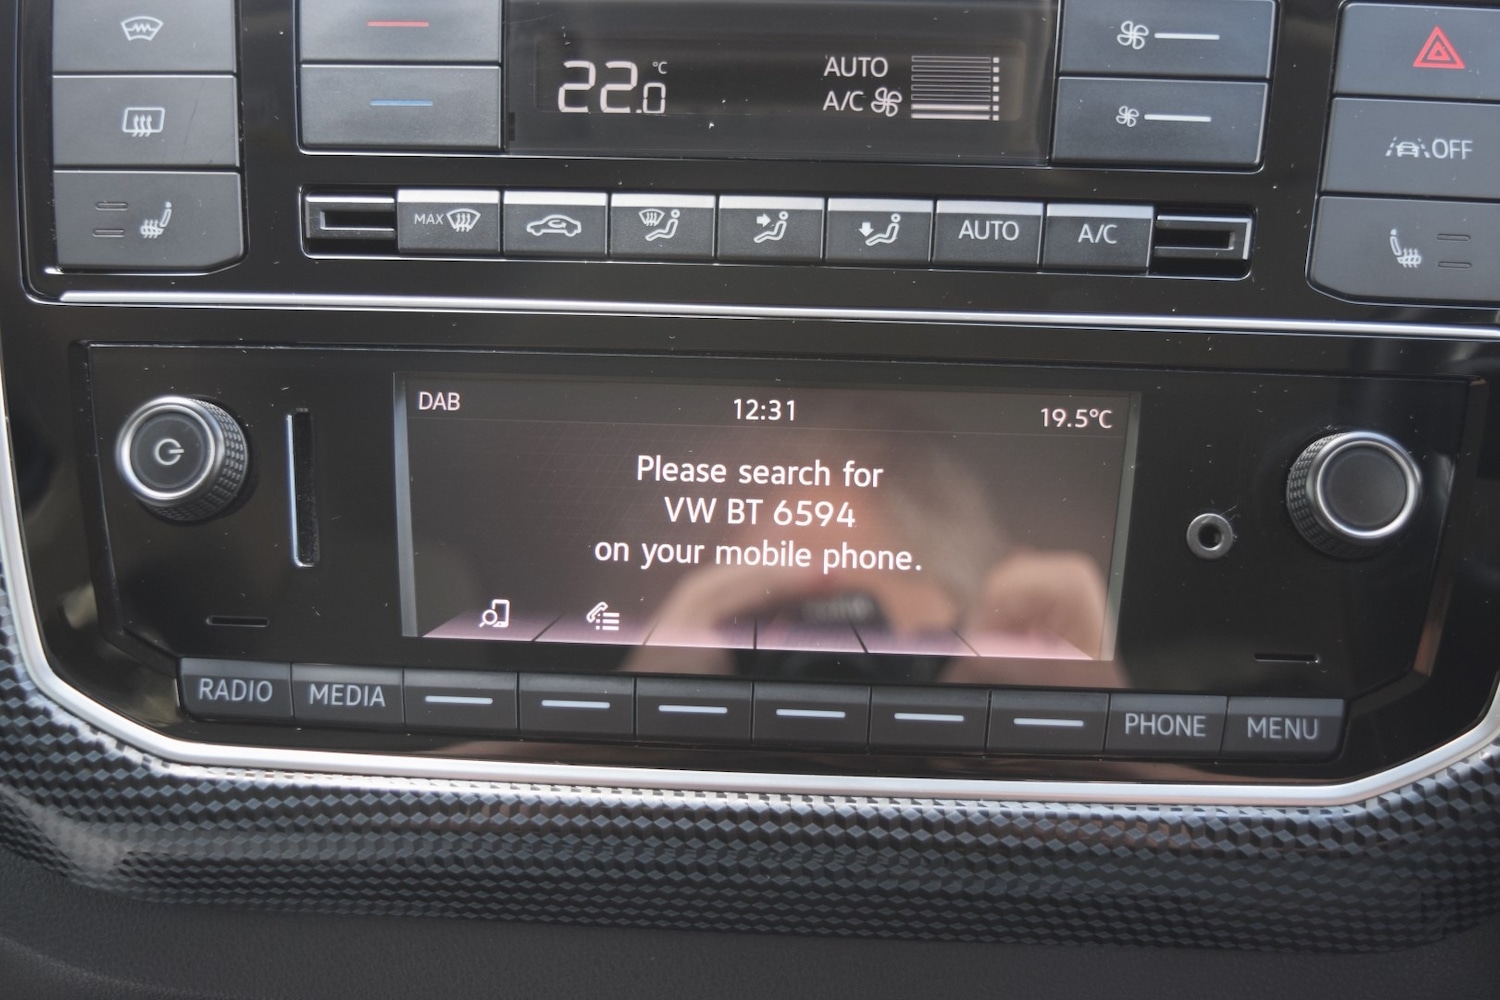 22.0 °C
AUTO
A/C
OFF
MAX
AUTO
A/C
DAB
12:31
19.5°C
Please search for
VW BT 6594
on your mobile phone.
RADIO
MEDIA
PHONE
MENU